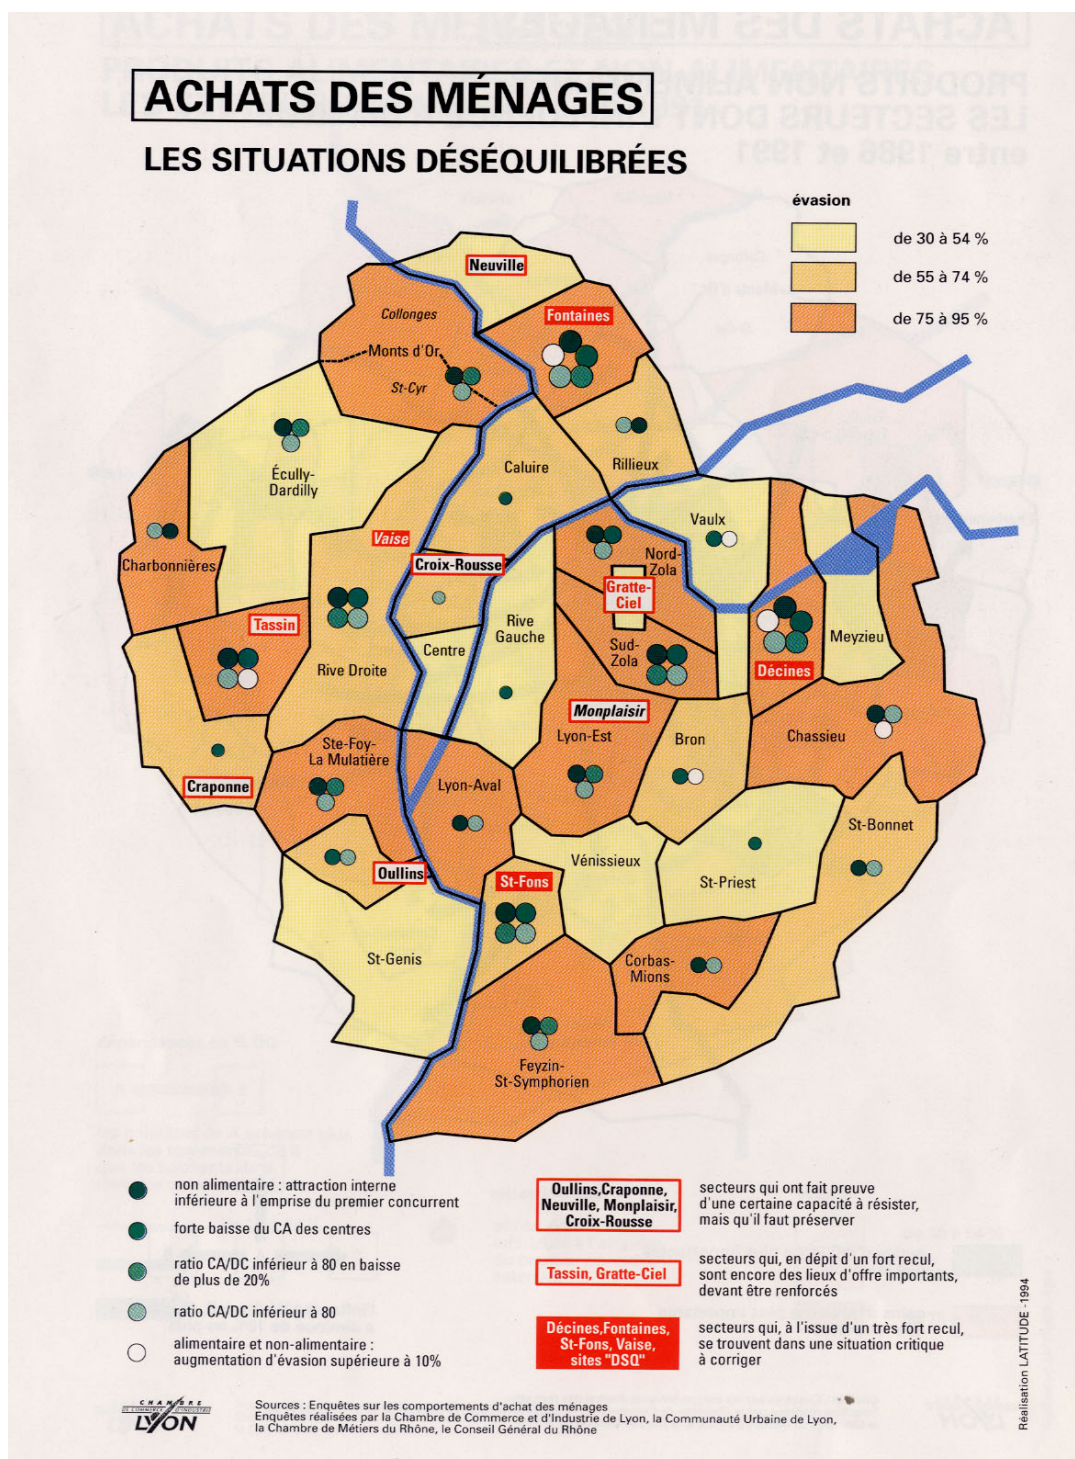 ACHATS DES MÉNAGES
LES SITUATIONS DÉSÉQUILIBRÉES
évasion
de 30 à 54 %
de 55 à 74 %
de 75 à 95 %
Neuville
Collonges
Fontaines
Monts d'Or
St-Cyr
Caluire
Rillieux
Écully-
Dardilly
Vaulx
Vaise
Nord-
Zola
Charbonnières
Croix-Rousse
Gratte-
Ciel
Tassin
Rive
Gauche
Centre
Meyzieu
Sud-
Zola
Rive Droite
Décines
Monplaisir
Lyon-Est
Bron
Chassieu
Ste-Foy-
La Mulatière
Craponne
Lyon-Aval
St-Bonnet
Vénissieux
Oullins
St-Fons
St-Priest
St-Genis
Corbas-
Mions
Feyzin-
St-Symphorien
non alimentaire : attraction interne
inférieure à l'emprise du premier concurrent
forte baisse du CA des centres
ratio CA/DC inférieur à 80 en baisse
de plus de 20%
ratio CA/DC inférieur à 80
alimentaire et non-alimentaire :
augmentation d'évasion supérieure à 10%
Oullins,Craponne,
Neuville, Monplaisir,
Croix-Rousse
secteurs qui ont fait preuve
d'une certaine capacité à résister,
mais qu'il faut préserver
Tassin, Gratte-Ciel
secteurs qui, en dépit d'un fort recul,
sont encore des lieux d'offre importants,
devant être renforcés
Décines,Fontaines,
St-Fons, Vaise,
sites "DSQ"
secteurs qui, à l'issue d'un très fort recul,
se trouvent dans une situation critique
à corriger
Réalisation LATITUDE -1994
CHAMBRE
DE COMMERCE ET D'INDUSTRIE
LYON
Sources : Enquêtes sur les comportements d'achat des ménages
Enquêtes réalisées par la Chambre de Commerce et d'Industrie de Lyon, la Communauté Urbaine de Lyon,
la Chambre de Métiers du Rhône, le Conseil Général du Rhône